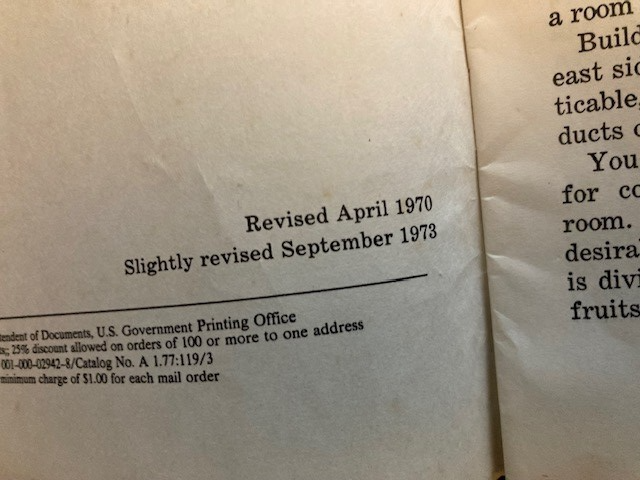 Revised April 1970
Slightly revised September 1973
tendent of Documents, U.S. Government Printing Office
25% discount allowed on orders of 100 or more to one address
001-000-02942-8/Catalog No. A 1.77:119/3
minimum charge of $1.00 for each mail order
a room
Build
east sid
ticable,
ducts o
You
for co
room.
desira
is divi
fruits